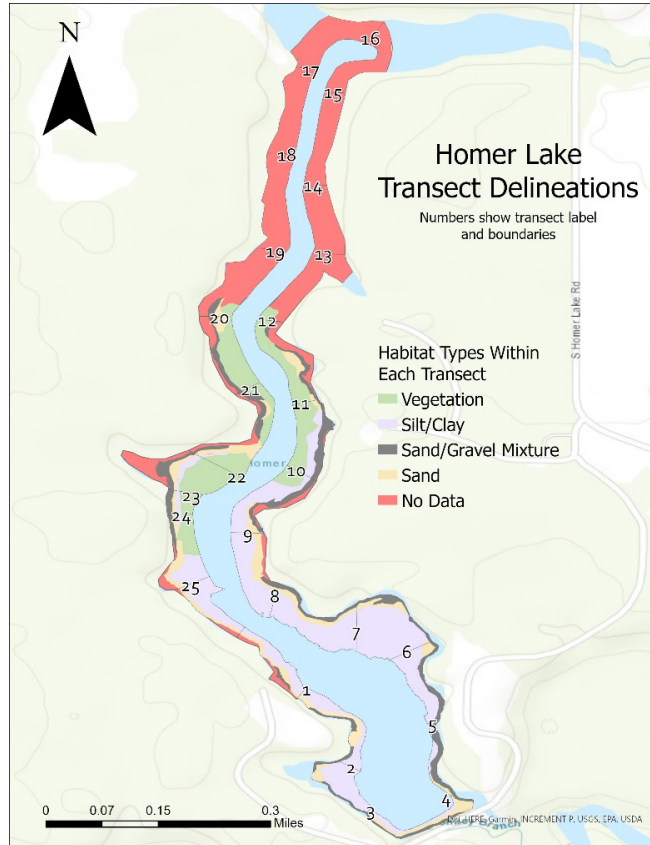 N
Homer Lake
Transect Delineations
Numbers show transect label
and boundaries
16
17
15
18
14
S Homer Lake Rd
19
13
20
12
Habitat Types Within
Each Transect
Vegetation
Silt/Clay
Sand/Gravel Mixture
Sand
No Data
21
11
Homer
22
10
23
24
9
25
8
7
6
1
5
2
4
3
0 0.07 0.15 0.3
Miles
HERE, Garmin, INCREMENT P, USGS, EPA, USDA
Branch